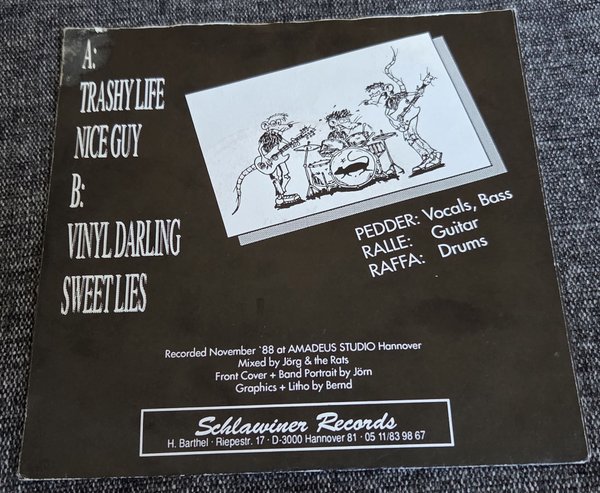 A:
TRASHY LIFE
NICE GUY
B:
VINYL DARLING
SWEET LIES
PEDDER: Vocals, Bass
RALLE: Guitar
RAFFA: Drums
Recorded November `88 at AMADEUS STUDIO Hannover
Mixed by Jörg & the Rats
Front Cover + Band Portrait by Jörn
Graphics + Litho by Bernd
Schlawiner Records
H. Barthel · Riepestr. 17 · D-3000 Hannover 81 · 05 11/83 98 67